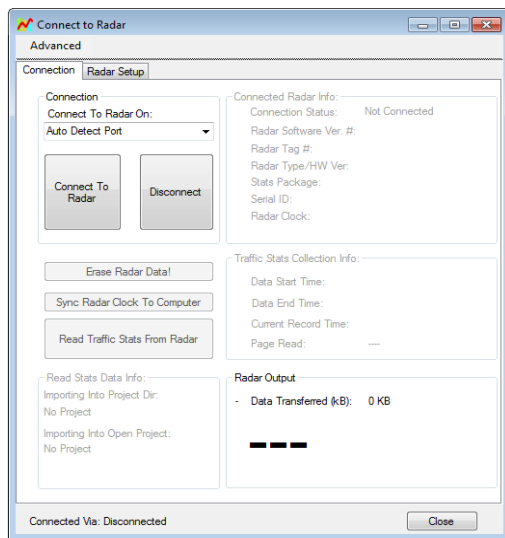 Connect to Radar
Advanced
Connection
Radar Setup
Connection
Connect To Radar On:
Auto Detect Port
Connect To
Radar
Disconnect
Erase Radar Data!
Sync Radar Clock To Computer
Read Traffic Stats From Radar
Read Stats Data Info:
Importing Into Project Dir:
No Project
Importing Into Open Project:
No Project
Connected Radar Info:
Connection Status: Not Connected
Radar Software Ver. #:
Radar Tag #:
Radar Type/HW Ver:
Stats Package:
Serial ID:
Radar Clock:
Traffic Stats Collection Info:
Data Start Time:
Data End Time:
Current Record Time:
Page Read: ---
Radar Output
- Data Transferred (kB): 0 KB
---
Connected Via: Disconnected
Close